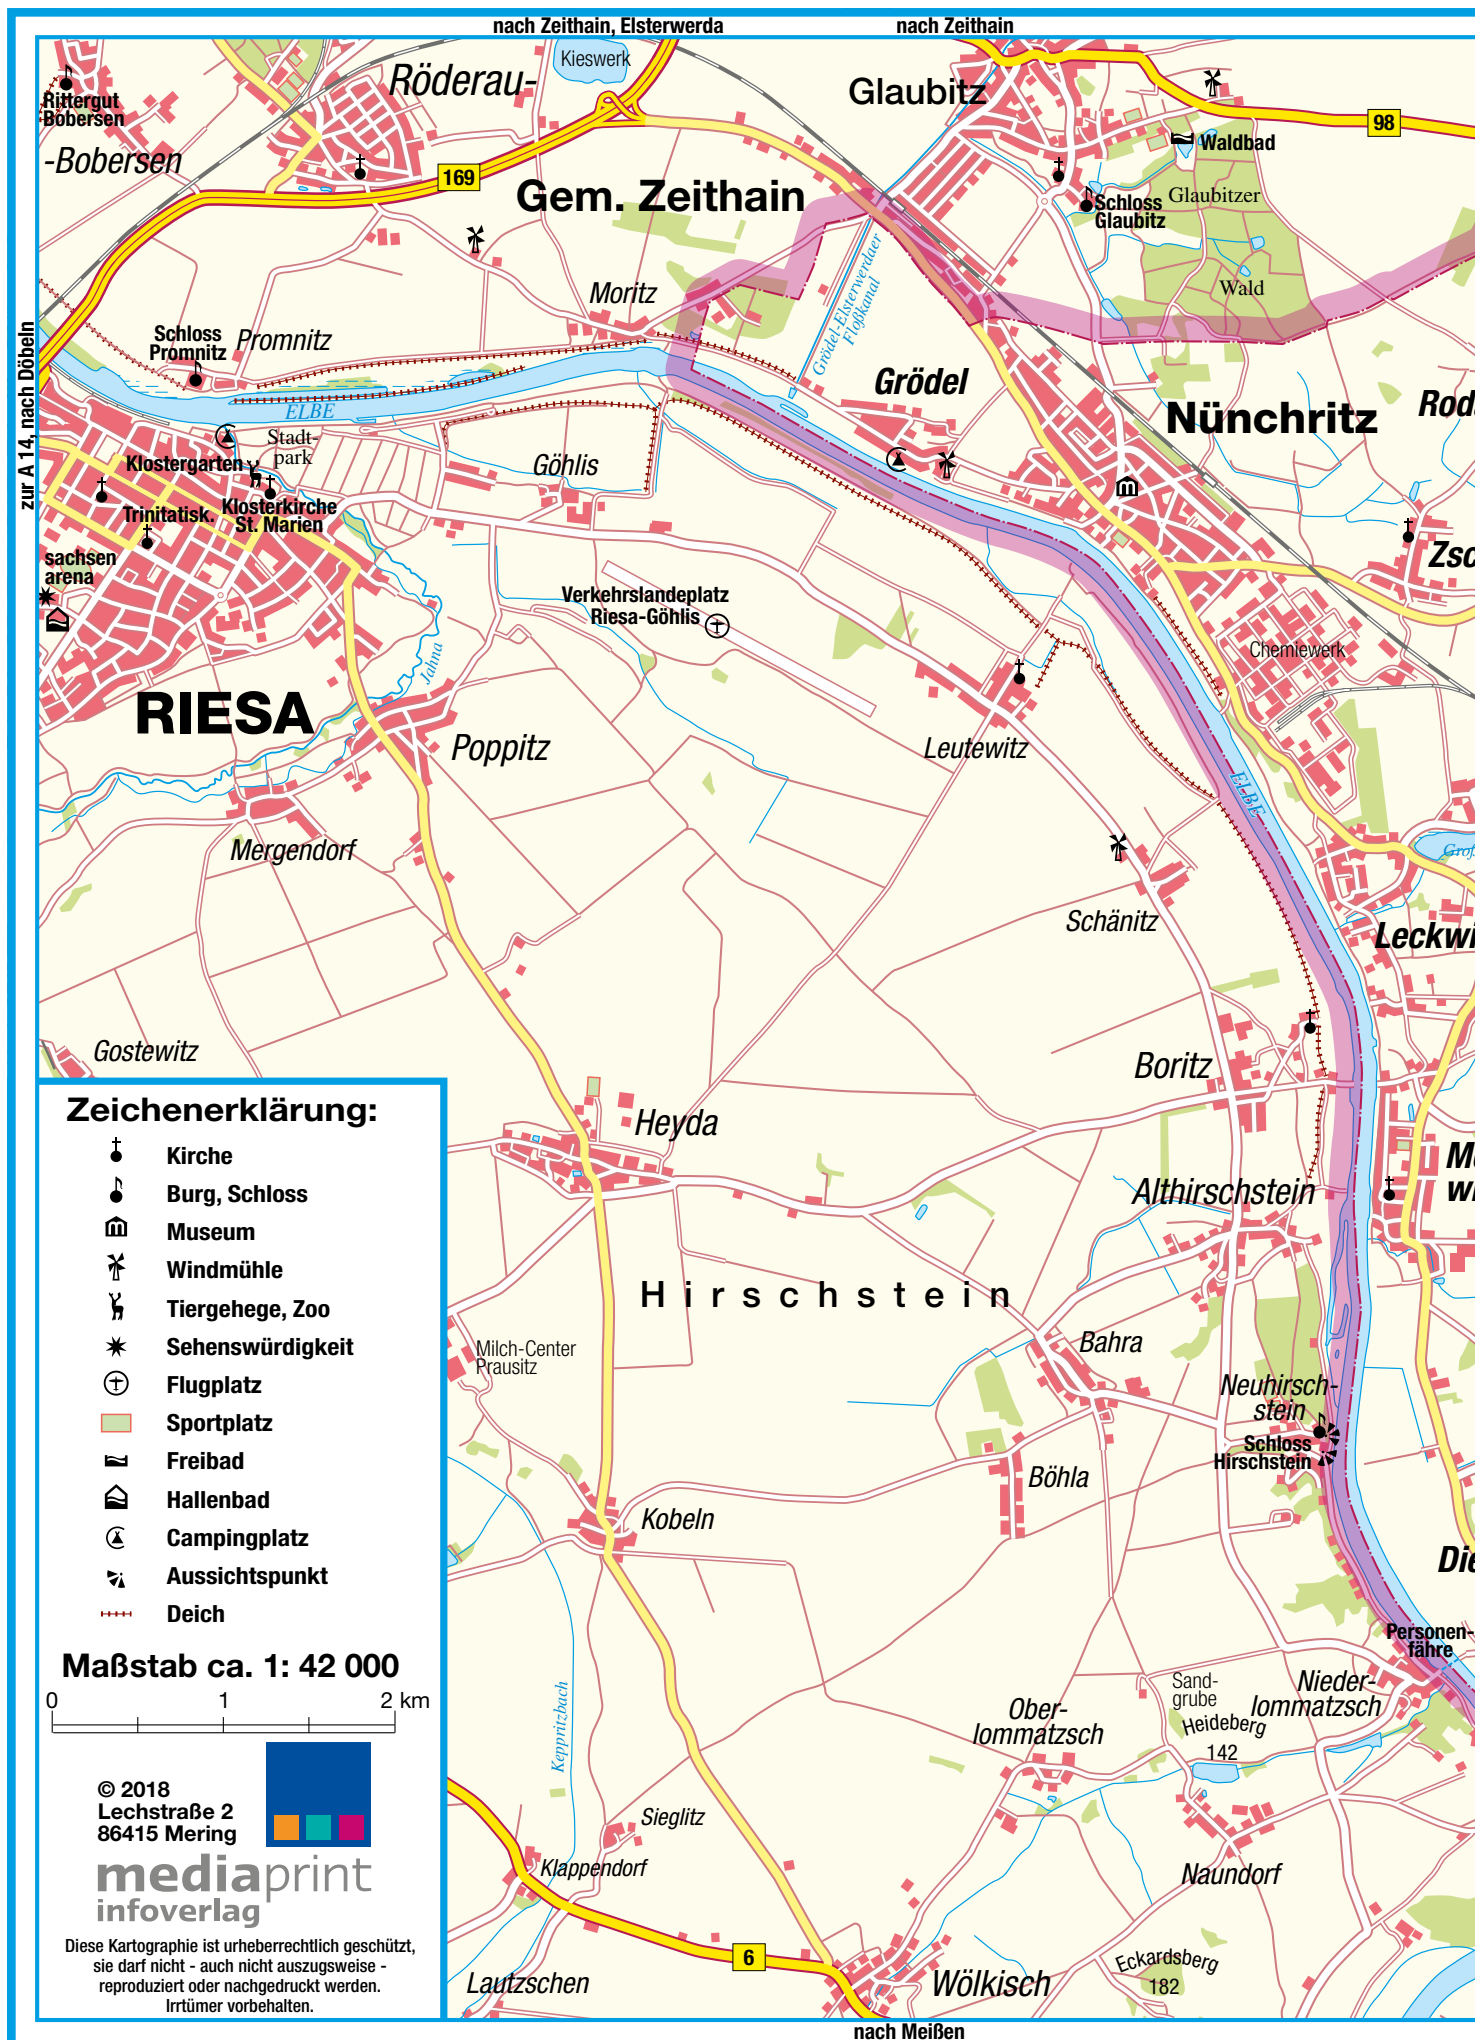 nach Zeithain, Elsterwerda
nach Zeithain
Kieswerk
Röderau-
-Bobersen
Rittergut
Bobersen
Glaubitz
98
Waldbad
169
Gem. Zeithain
Schloss
Glaubitz
Glaubitzer
Wald
Moritz
Grödel-Elsterwerdaer
Floßkanal
zur A 14, nach Döbeln
Schloss
Promnitz
Promnitz
ELBE
Grödel
Nünchritz
Stadt-
park
Klostergarten
Göhlis
Trinitatisk.
Klosterkirche
St. Marien
sachsen
arena
Verkehrslandeplatz
Riesa-Göhlis
Jahna
Chemiewerk
RIESA
Poppitz
Leutewitz
ELBE
Mergendorf
Schänitz
Gostewitz
Boritz
Heyda
Althirschstein
Hirschstein
Milch-Center
Prausitz
Bahra
Neuhirsch-
stein
Schloss
Hirschstein
Böhla
Kobeln
Personen-
fähre
Sand-
grube
Nieder-
lommatzsch
Heideberg
142
Ober-
lommatzsch
Keppritzbach
Sieglitz
Klappendorf
Naundorf
6
Eckardsberg
182
Lautzschen
Wölkisch
nach Meißen
Zeichenerklärung:
Kirche
Burg, Schloss
Museum
Windmühle
Tiergehege, Zoo
Sehenswürdigkeit
Flugplatz
Sportplatz
Freibad
Hallenbad
Campingplatz
Aussichtspunkt
Deich
Maßstab ca. 1: 42 000
0 1 2 km
© 2018
Lechstraße 2
86415 Mering
mediaprint
infoverlag
Diese Kartographie ist urheberrechtlich geschützt,
sie darf nicht - auch nicht auszugsweise -
reproduziert oder nachgedruckt werden.
Irrtümer vorbehalten.